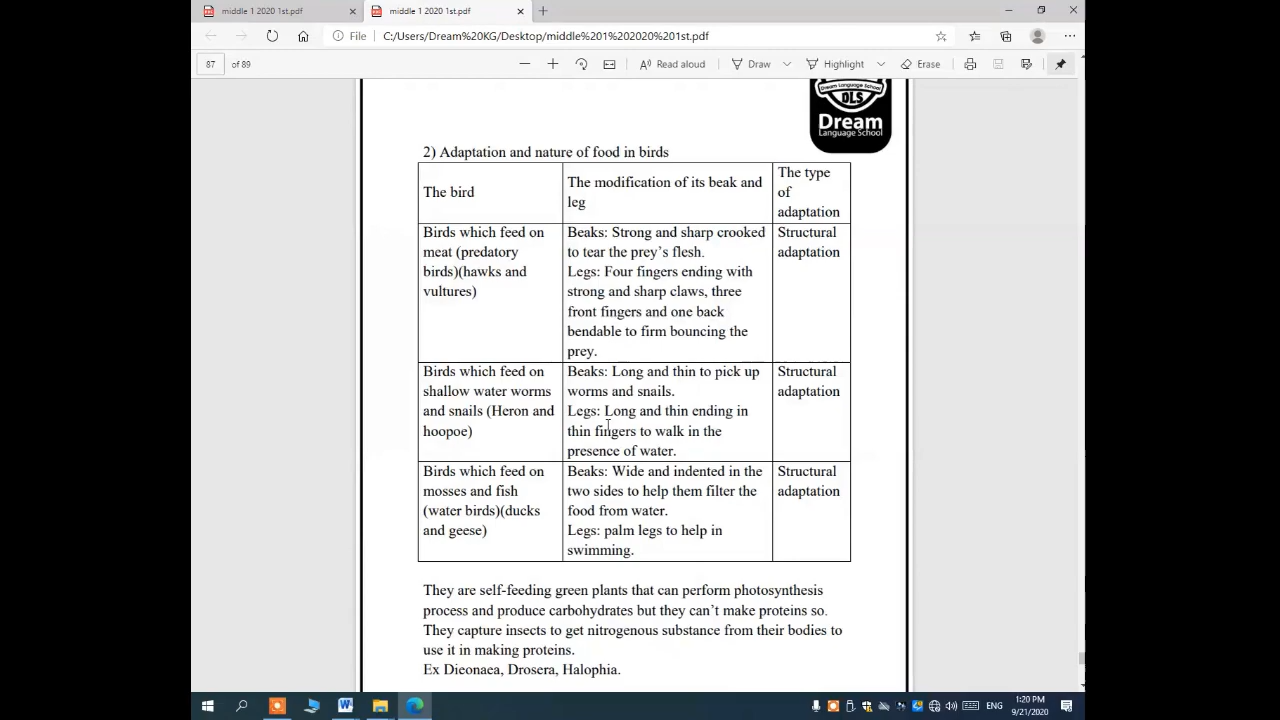 middle 1 2020 1st.pdf
middle 1 2020 1st.pdf
File
C:/Users/Dream%20KG/Desktop/middle%201%202020%201st.pdf
87 of 89
Read aloud
Draw
Highlight
Erase
DLS
Dream
Language School
2) Adaptation and nature of food in birds
The bird
The modification of its beak and
leg
The type
of
adaptation
Birds which feed on
meat (predatory
birds)(hawks and
vultures)
Beaks: Strong and sharp crooked
to tear the prey’s flesh.
Legs: Four fingers ending with
strong and sharp claws, three
front fingers and one back
bendable to firm bouncing the
prey.
Structural
adaptation
Birds which feed on
shallow water worms
and snails (Heron and
hoopoe)
Beaks: Long and thin to pick up
worms and snails.
Legs: Long and thin ending in
thin fingers to walk in the
presence of water.
Structural
adaptation
Birds which feed on
mosses and fish
(water birds)(ducks
and geese)
Beaks: Wide and indented in the
two sides to help them filter the
food from water.
Legs: palm legs to help in
swimming.
Structural
adaptation
They are self-feeding green plants that can perform photosynthesis
process and produce carbohydrates but they can’t make proteins so.
They capture insects to get nitrogenous substance from their bodies to
use it in making proteins.
Ex Dieonaea, Drosera, Halophia.
ENG
1:20 PM
9/21/2020